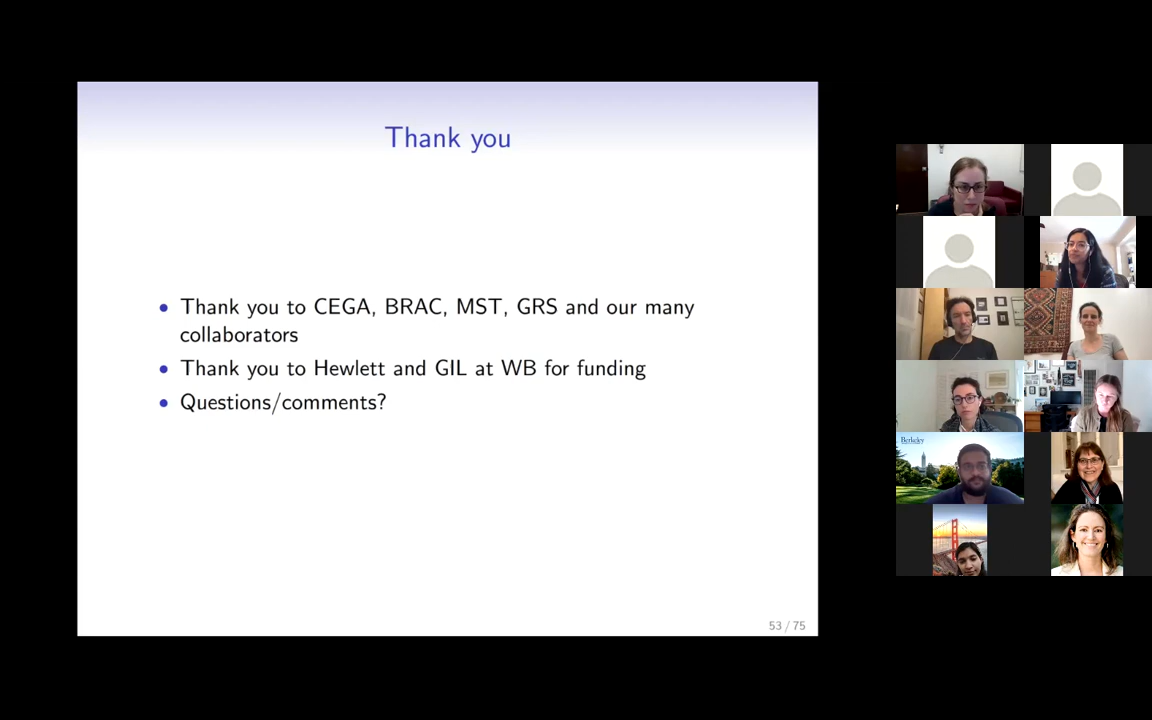 Thank you
• Thank you to CEGA, BRAC, MST, GRS and our many
collaborators
• Thank you to Hewlett and GIL at WB for funding
• Questions/comments?
53 / 75
Berkeley